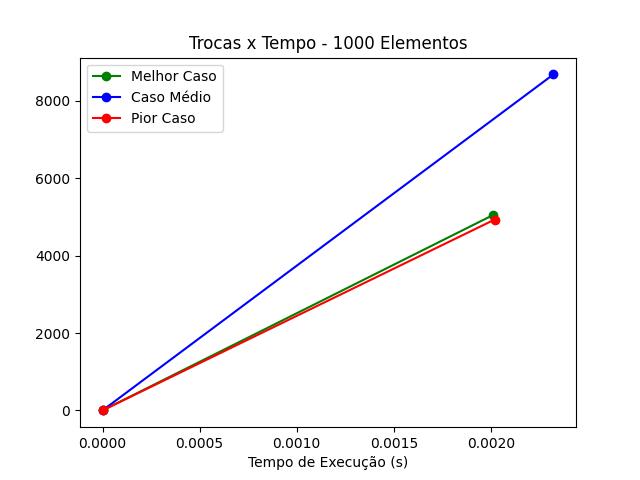 Trocas x Tempo - 1000 Elementos
Melhor Caso
Caso Médio
Pior Caso
8000
6000
4000
2000
0
0.0000 0.0005 0.0010 0.0015 0.0020
Tempo de Execução (s)